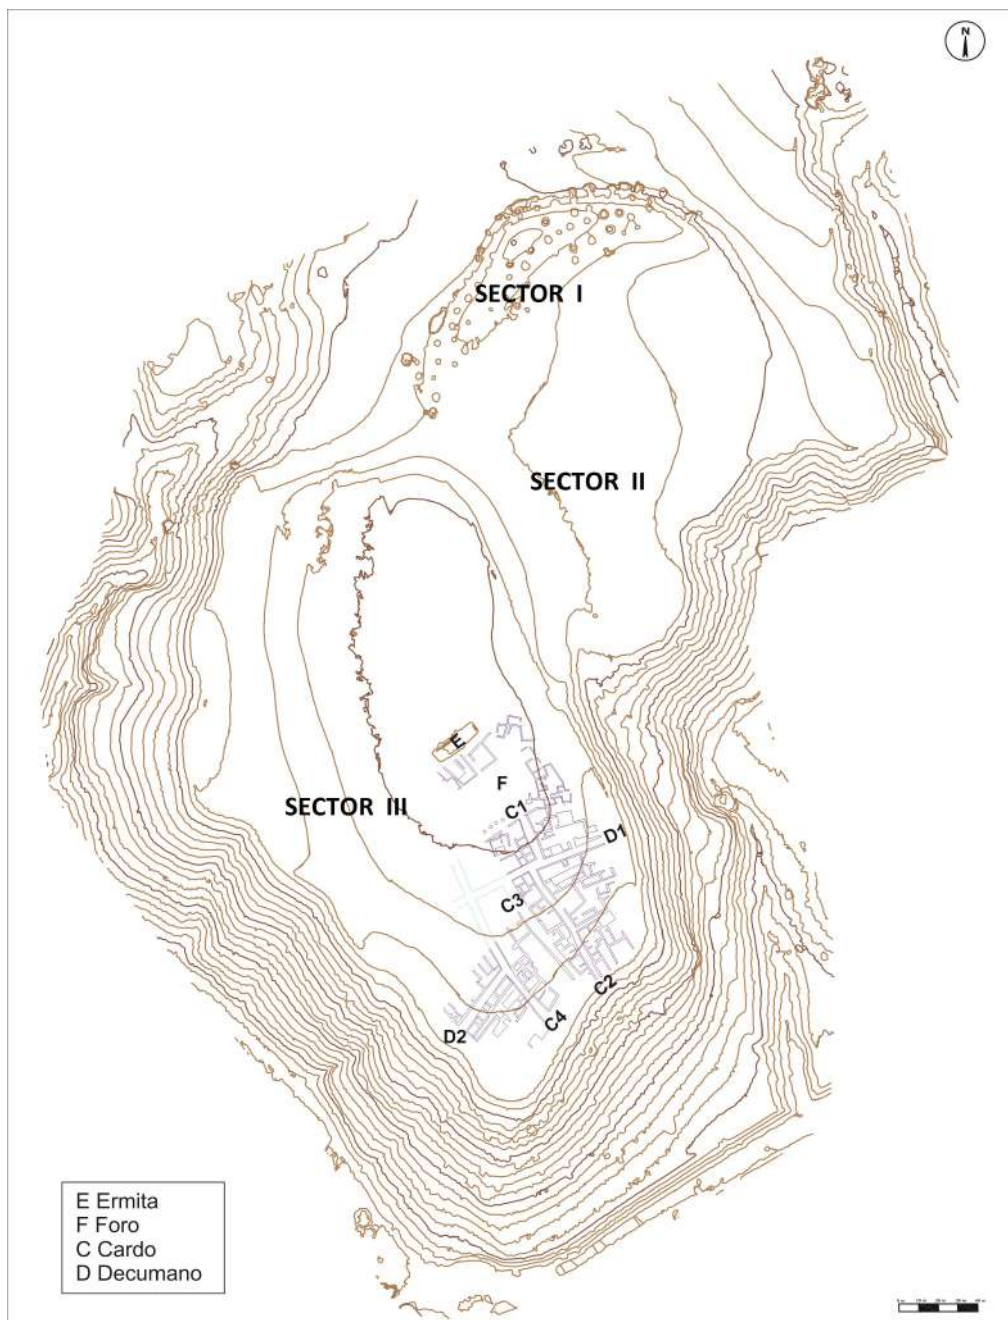 N
SECTOR I
SECTOR II
E
F
SECTOR III
C1
D1
C3
C2
C4
D2
E Ermita
F Foro
C Cardo
D Decumano